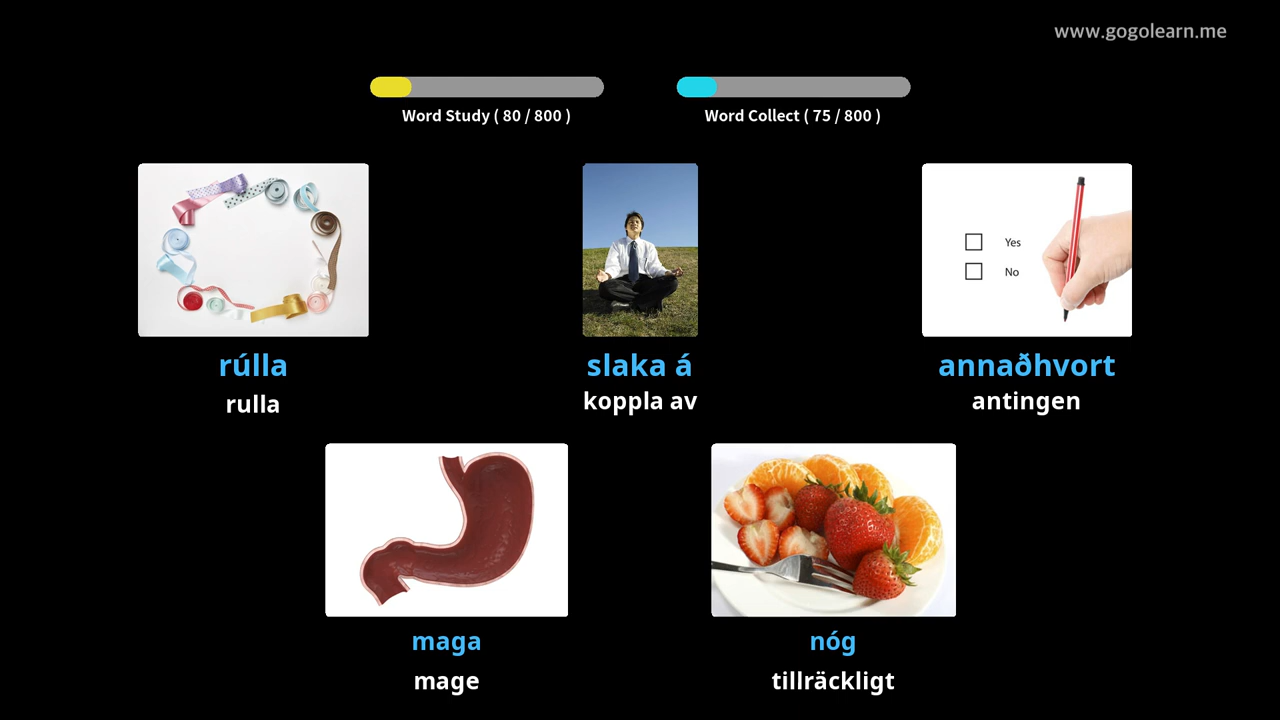 www.gogolearn.me
Word Study ( 80 / 800 )
Word Collect ( 75 / 800 )
Yes
No
rúlla
rulla
slaka á
koppla av
annaðhvort
antingen
maga
mage
nóg
tillräckligt